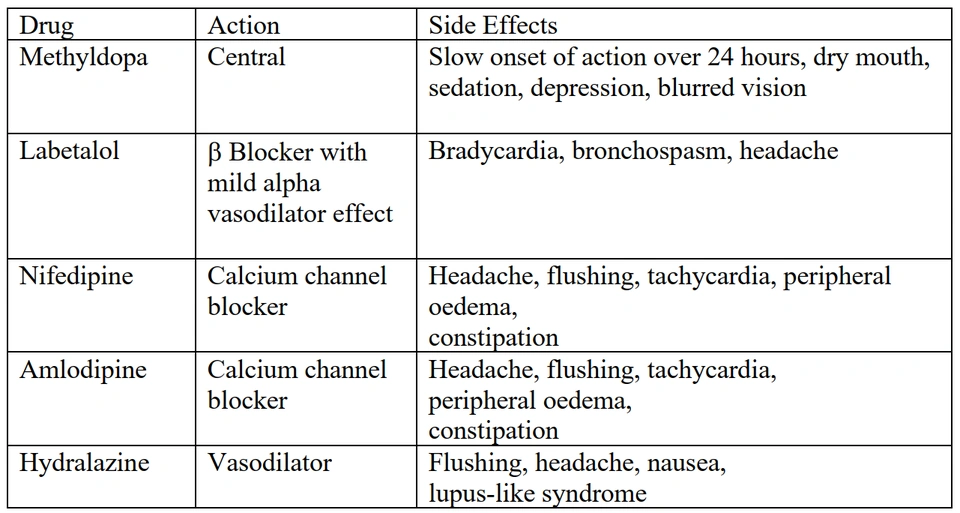 Drug Action Side Effects
Methyldopa Central Slow onset of action over 24 hours, dry mouth,
sedation, depression, blurred vision
Labetalol β Blocker with Bradycardia, bronchospasm, headache
mild alpha
vasodilator effect
Nifedipine Calcium channel Headache, flushing, tachycardia, peripheral
blocker oedema,
constipation
Amlodipine Calcium channel Headache, flushing, tachycardia,
blocker peripheral oedema,
constipation
Hydralazine Vasodilator Flushing, headache, nausea,
lupus-like syndrome